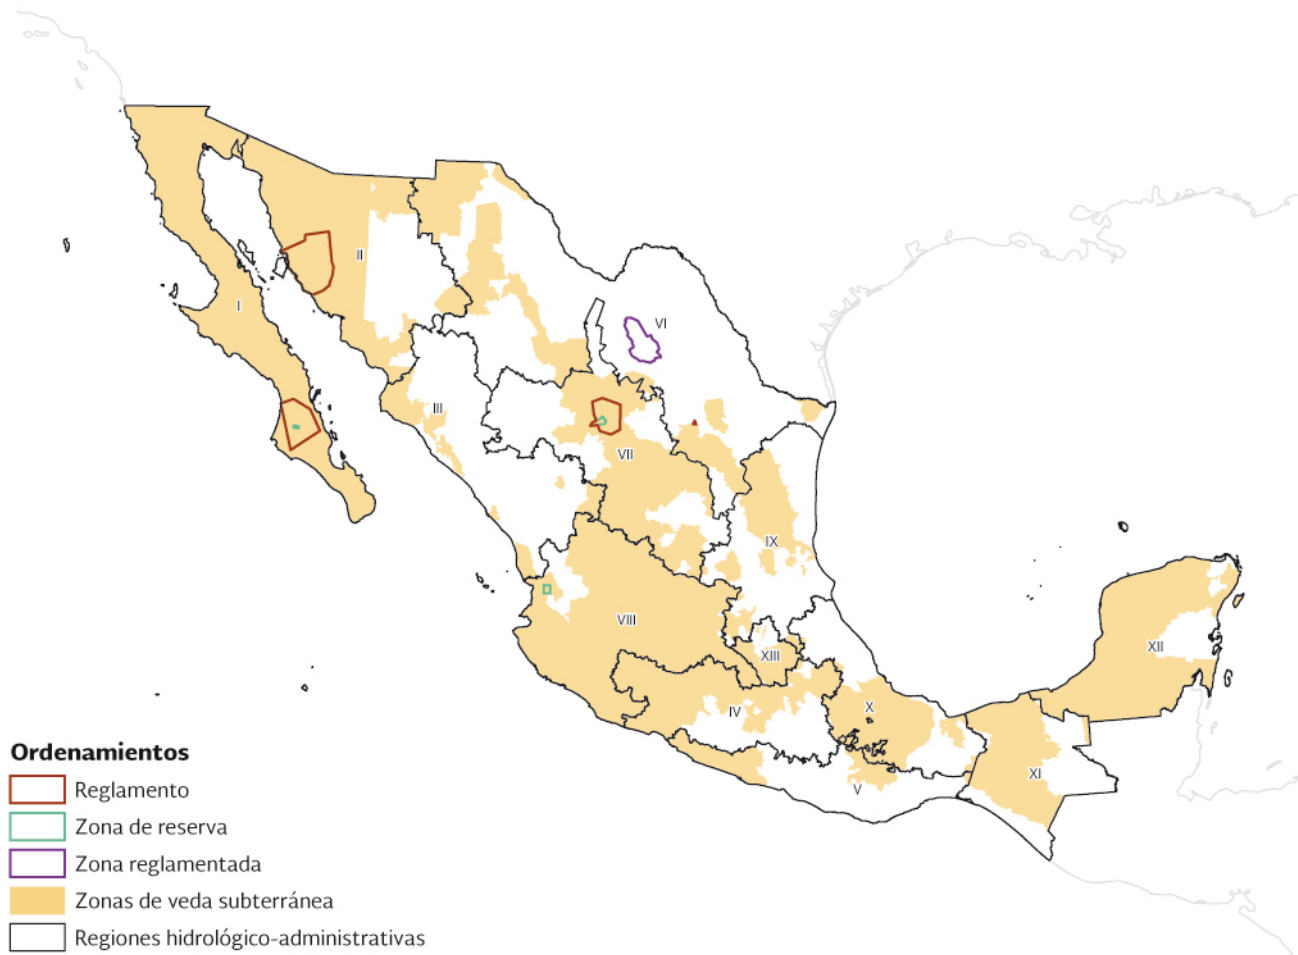 II
I
VI
III
VII
IX
VIII
XII
XIII
X
IV
XI
V
Ordenamientos
Reglamento
Zona de reserva
Zona reglamentada
Zonas de veda subterránea
Regiones hidrológico-administrativas